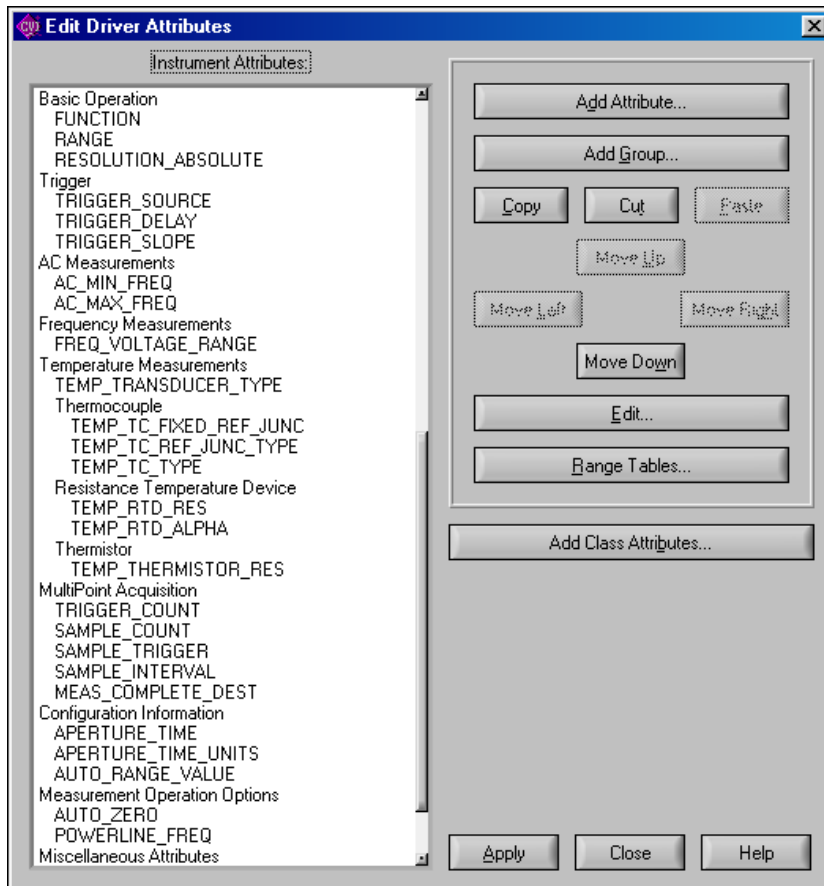 CVI Edit Driver Attributes
Instrument Attributes:
Basic Operation
FUNCTION
RANGE
RESOLUTION_ABSOLUTE
Trigger
TRIGGER_SOURCE
TRIGGER_DELAY
TRIGGER_SLOPE
AC Measurements
AC_MIN_FREQ
AC_MAX_FREQ
Frequency Measurements
FREQ_VOLTAGE_RANGE
Temperature Measurements
TEMP_TRANSDUCER_TYPE
Thermocouple
TEMP_TC_FIXED_REF_JUNC
TEMP_TC_REF_JUNC_TYPE
TEMP_TC_TYPE
Resistance Temperature Device
TEMP_RTD_RES
TEMP_RTD_ALPHA
Thermistor
TEMP_THERMISTOR_RES
MultiPoint Acquisition
TRIGGER_COUNT
SAMPLE_COUNT
SAMPLE_TRIGGER
SAMPLE_INTERVAL
MEAS_COMPLETE_DEST
Configuration Information
APERTURE_TIME
APERTURE_TIME_UNITS
AUTO_RANGE_VALUE
Measurement Operation Options
AUTO_ZERO
POWERLINE_FREQ
Miscellaneous Attributes
Add Attribute...
Add Group...
Copy Cut Paste
Move Up
Move Left Move Right
Move Down
Edit...
Range Tables...
Add Class Attributes...
Apply Close Help